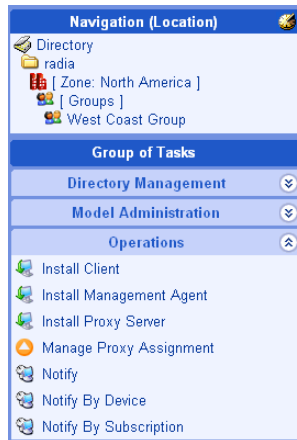 Navigation (Location)
Directory
radia
[ Zone: North America ]
[ Groups ]
West Coast Group
Group of Tasks
Directory Management
Model Administration
Operations
Install Client
Install Management Agent
Install Proxy Server
Manage Proxy Assignment
Notify
Notify By Device
Notify By Subscription